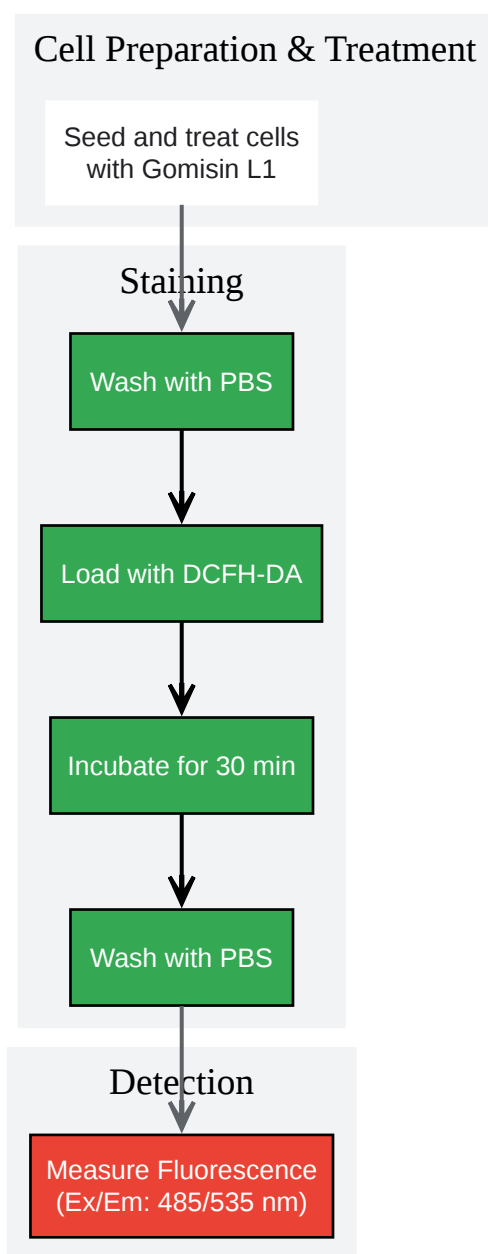 Cell Preparation & Treatment
Seed and treat cells
with Gomisin L1
Staining
Wash with PBS
Load with DCFH-DA
Incubate for 30 min
Wash with PBS
Detection
Measure Fluorescence
(Ex/Em: 485/535 nm)